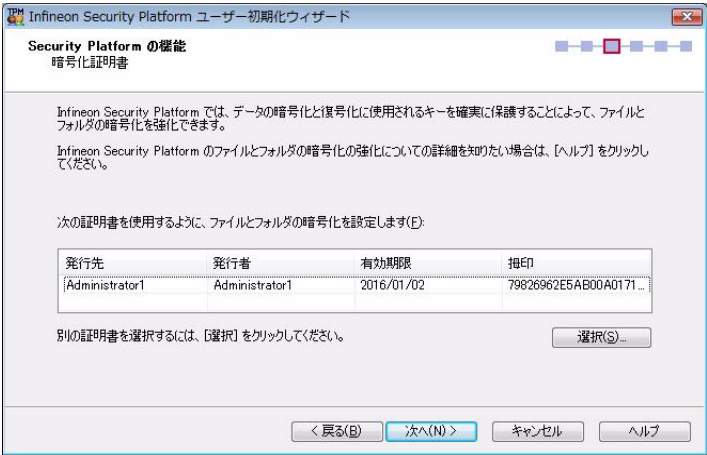 Infineon Security Platform ユーザー初期化ウィザード
Security Platform の機能
暗号化証明書
Infineon Security Platform では、データの暗号化と復号化に使用されるキーを確実に保護することによって、ファイルと
フォルダの暗号化を強化できます。
Infineon Security Platform のファイルとフォルダの暗号化の強化についての詳細を知りたい場合は、[ヘルプ] をクリックし
てください。
次の証明書を使用するように、ファイルとフォルダの暗号化を設定します(F):
発行先 発行者 有効期限 拇印
Administrator1 Administrator1 2016/01/02 79826962E5AB00A0171...
別の証明書を選択するには、[選択] をクリックしてください。
選択(S)...
< 戻る(B) 次へ(N) > キャンセル ヘルプ